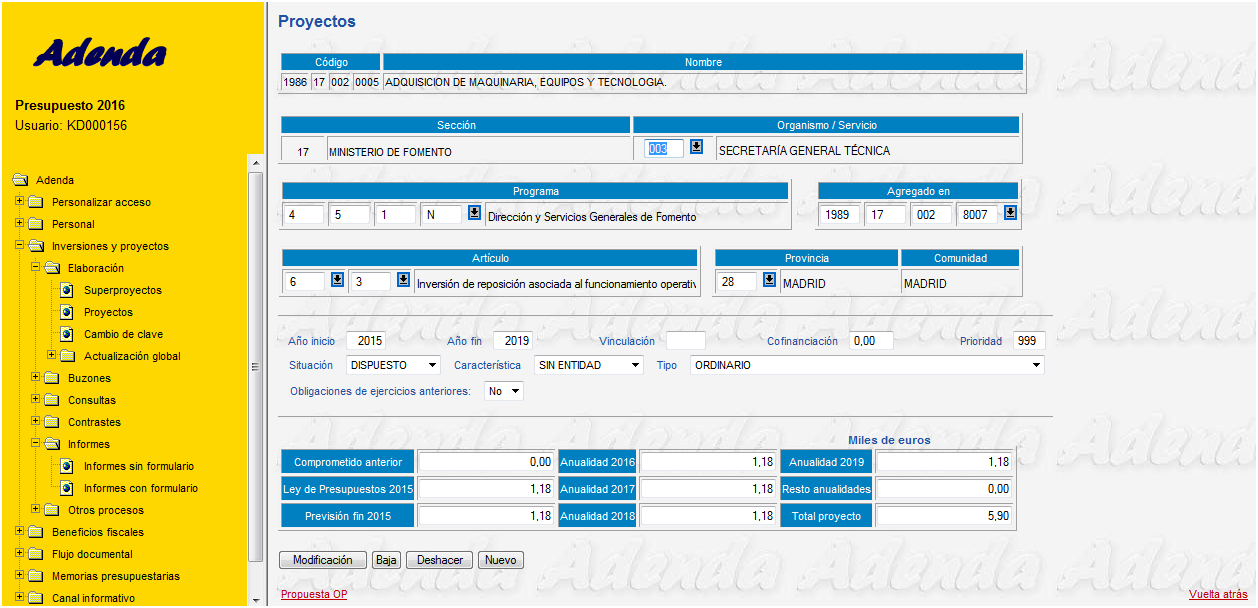 Adenda
Presupuesto 2016
Usuario: KD000156
Adenda
Personalizar acceso
Personal
Inversiones y proyectos
Elaboración
Superproyectos
Proyectos
Cambio de clave
Actualización global
Buzones
Consultas
Contrastes
Informes
Informes sin formulario
Informes con formulario
Otros procesos
Beneficios fiscales
Flujo documental
Memorias presupuestarias
Canal informativo
Proyectos
Código Nombre
1986 17 002 0005 ADQUISICION DE MAQUINARIA, EQUIPOS Y TECNOLOGIA.
Sección Organismo / Servicio
17 MINISTERIO DE FOMENTO 003 SECRETARÍA GENERAL TÉCNICA
Programa Agregado en
4 5 1 N Dirección y Servicios Generales de Fomento 1989 17 002 8007
Artículo Provincia Comunidad
6 3 Inversión de reposición asociada al funcionamiento operativ 28 MADRID MADRID
Año inicio 2015 Año fin 2019 Vinculación Cofinanciación 0,00 Prioridad 999
Situación DISPUESTO Característica SIN ENTIDAD Tipo ORDINARIO
Obligaciones de ejercicios anteriores: No
Miles de euros
Comprometido anterior 0,00 Anualidad 2016 1,18 Anualidad 2019 1,18
Ley de Presupuestos 2015 1,18 Anualidad 2017 1,18 Resto anualidades 0,00
Previsión fin 2015 1,18 Anualidad 2018 1,18 Total proyecto 5,90
Modificación Baja Deshacer Nuevo
Propuesta OP Vuelta atrás